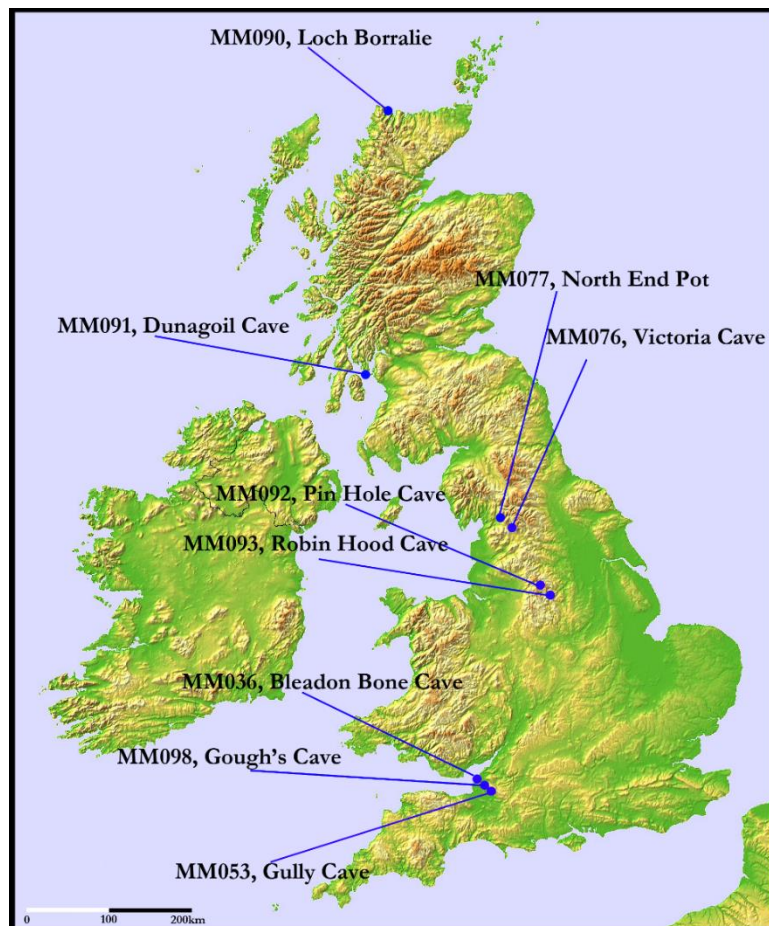 MM090, Loch Borralie
MM077, North End Pot
MM091, Dunagoil Cave
MM076, Victoria Cave
MM092, Pin Hole Cave
MM093, Robin Hood Cave
MM036, Bleadon Bone Cave
MM098, Gough's Cave
MM053, Gully Cave
0 100 200km